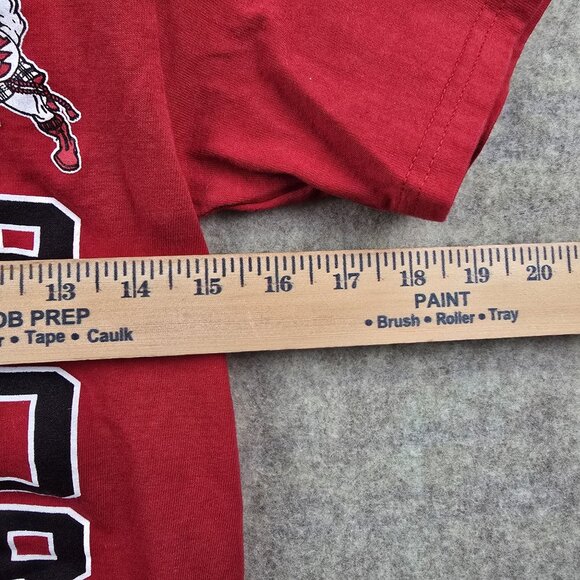 13 14 15 16 17 18 19 20
PAINT
• Brush • Roller • Tray
OB PREP
• Tape • Caulk